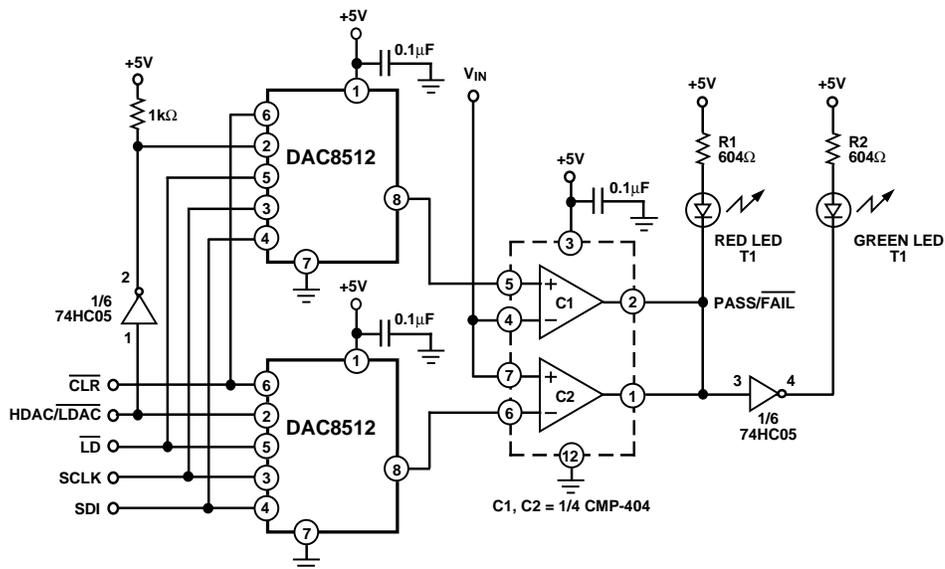 +5V
0.1µF
+5V
1kΩ
1
6
2
5
3
4
DAC8512
8
7
2
1/6
74HC05
1
+5V
0.1µF
1
CLR
HDAC/LDAC
LD
SCLK
SDI
6
2
5
3
4
DAC8512
8
7
VIN
+5V
0.1µF
3
5
+
4
–
C1
2
7
+
6
–
C2
1
12
C1, C2 = 1/4 CMP-404
+5V
R1
604Ω
RED LED
T1
+5V
R2
604Ω
GREEN LED
T1
PASS/FAIL
3
4
1/6
74HC05